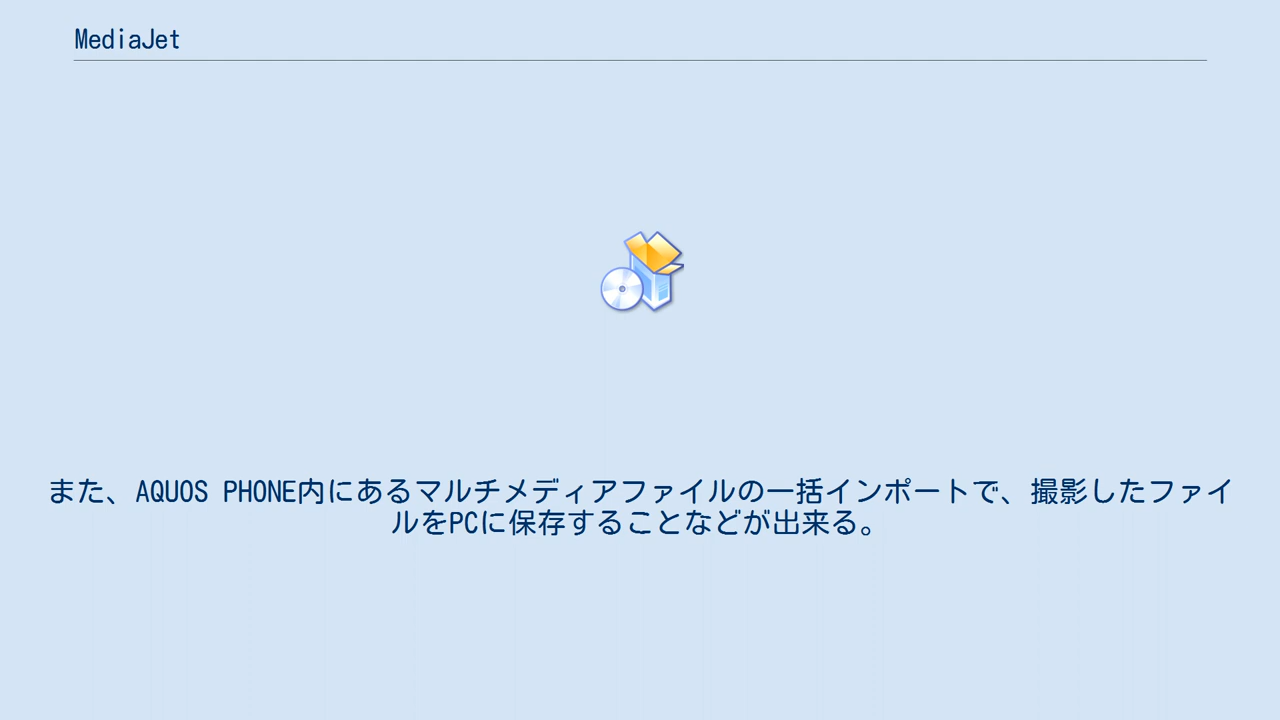 MediaJet
また、AQUOS PHONE内にあるマルチメディアファイルの一括インポートで、撮影したファイ
ルをPCに保存することなどが出来る。